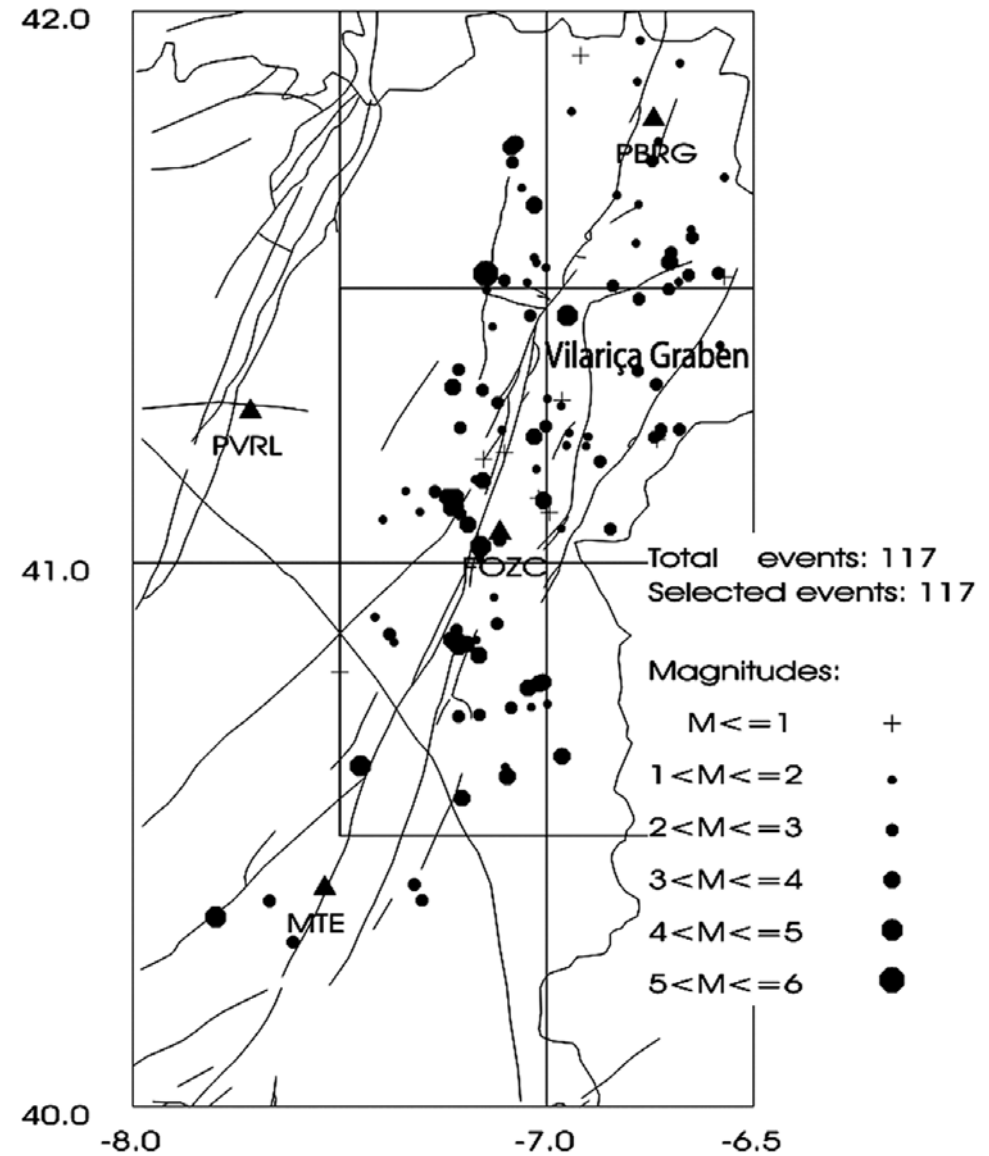 42.0
PBRG
Vilariça Graben
PVRL
FOZC
41.0
Total events: 117
Selected events: 117
Magnitudes:
M<=1 +
1<M<=2
2<M<=3
3<M<=4
4<M<=5
5<M<=6
MTE
40.0
-8.0 -7.0 -6.5